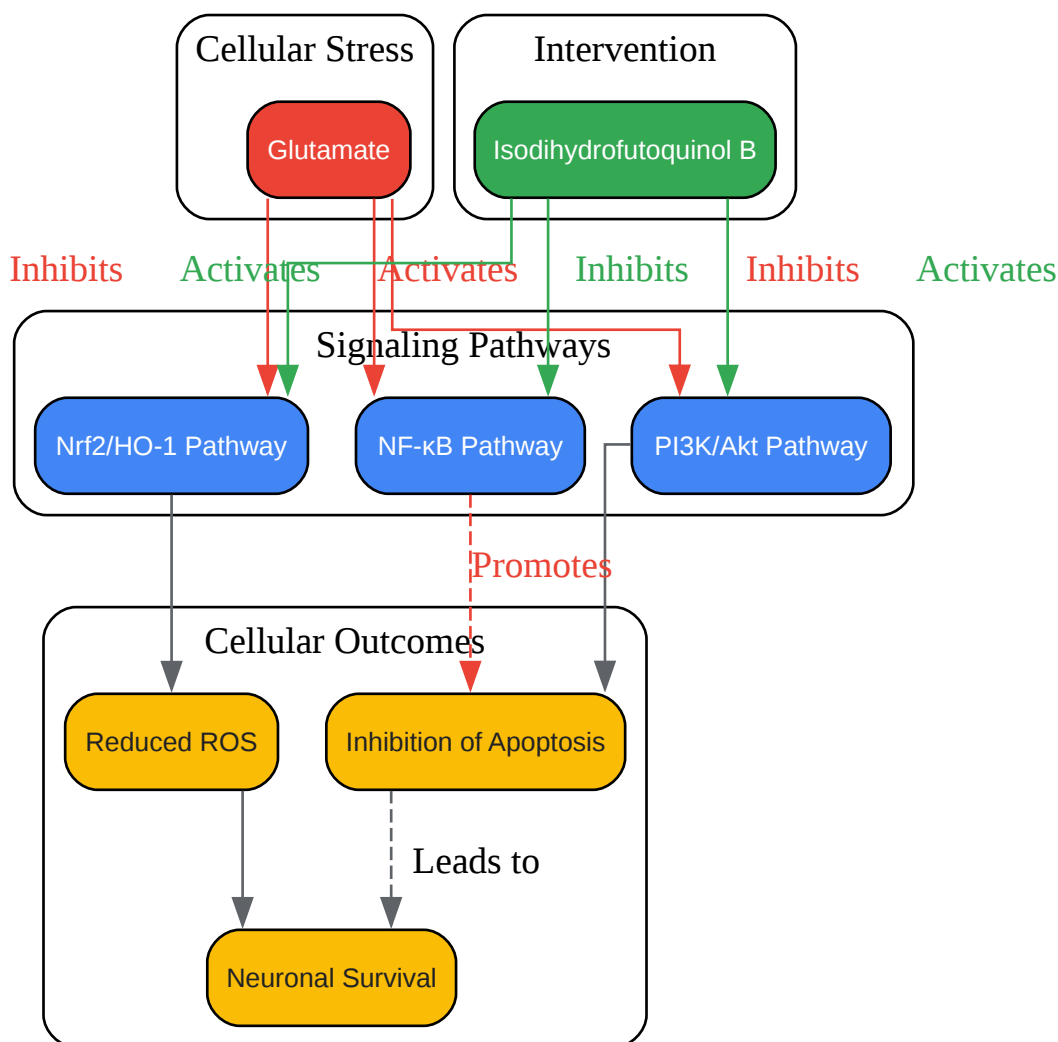 Cellular Stress
Intervention
Glutamate
Isodihydrofutoquinol B
Inhibits
Activates
Activates
Inhibits
Inhibits
Activates
Signaling Pathways
Nrf2/HO-1 Pathway
NF-κB Pathway
PI3K/Akt Pathway
Promotes
Cellular Outcomes
Reduced ROS
Inhibition of Apoptosis
Leads to
Neuronal Survival